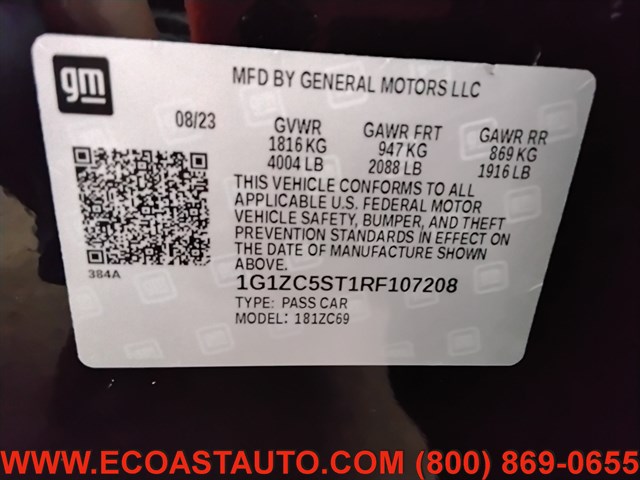 gm
MFD BY GENERAL MOTORS LLC
08/23 GVWR GAWR FRT GAWR RR
1816 KG 947 KG 869 KG
4004 LB 2088 LB 1916 LB
THIS VEHICLE CONFORMS TO ALL
APPLICABLE U.S. FEDERAL MOTOR
VEHICLE SAFETY, BUMPER, AND THEFT
PREVENTION STANDARDS IN EFFECT ON
THE DATE OF MANUFACTURE SHOWN
ABOVE.
384A
1G1ZC5ST1RF107208
TYPE: PASS CAR
MODEL: 181ZC69
WWW.ECOASTAUTO.COM (800) 869-0655